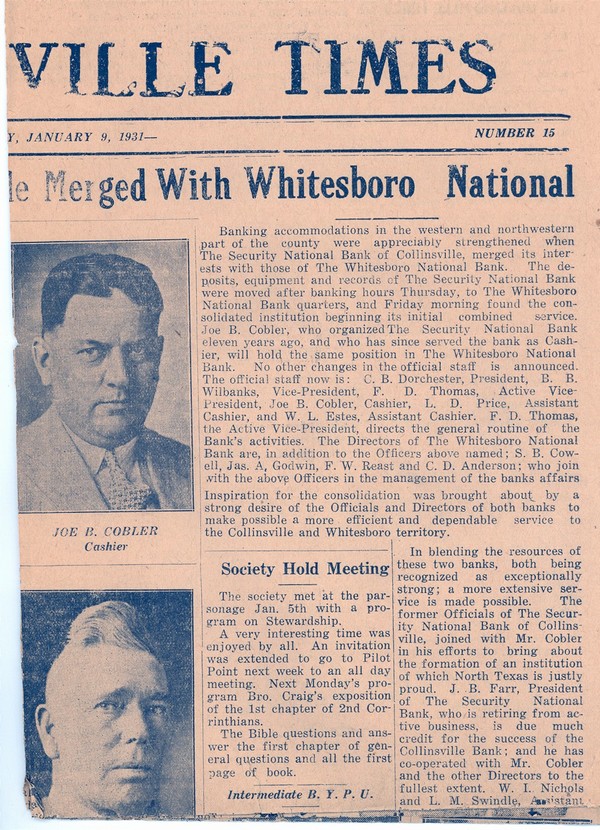 VILLE TIMES
Y, JANUARY 9, 1931—
NUMBER 15
le Merged With Whitesboro National
Banking accommodations in the western and northwestern
part of the county were appreciably strengthened when
The Security National Bank of Collinsville, merged its inter-
ests with those of The Whitesboro National Bank. The de-
posits, equipment and records of The Security National Bank
were moved after banking hours Thursday, to The Whitesboro
National Bank quarters, and Friday morning found the con-
solidated institution beginning its initial combined service.
Joe B. Cobler, who organized The Security National Bank
eleven years ago, and who has since served the bank as Cash-
ier, will hold the same position in The Whitesboro National
Bank. No other changes in the official staff is announced.
The official staff now is: C. B. Dorchester, President, B. B.
Wilbanks, Vice-President, F. D. Thomas, Active Vice-
President, Joe B. Cobler, Cashier, L. D. Price, Assistant
Cashier, and W. L. Estes, Assistant Cashier. F. D. Thomas,
the Active Vice-President, directs the general routine of the
Bank's activities. The Directors of The Whitesboro National
Bank are, in addition to the Officers above named; S. B. Cow-
ell, Jas. A, Godwin, F. W. Reast and C. D. Anderson; who join
with the above Officers in the management of the banks affairs
Inspiration for the consolidation was brought about by a
strong desire of the Officials and Directors of both banks to
make possible a more efficient and dependable service to
the Collinsville and Whitesboro territory.
JOE B. COBLER
Cashier
Society Hold Meeting
The society met at the par-
sonage Jan. 5th with a pro-
gram on Stewardship.
A very interesting time was
enjoyed by all. An invitation
was extended to go to Pilot
Point next week to an all day
meeting. Next Monday's pro-
gram Bro. Craig's exposition
of the 1st chapter of 2nd Cor-
inthians.
The Bible questions and ans-
wer the first chapter of gen-
eral questions and all the first
page of book.
Intermediate B. Y. P. U.
In blending the resources of
these two banks, both being
recognized as exceptionally
strong; a more extensive ser-
vice is made possible. The
former Officials of The Secur-
ity National Bank of Collins-
ville, joined with Mr. Cobler
in his efforts to bring about
the formation of an institution
of which North Texas is justly
proud. J. B. Farr, President
of The Security National
Bank, who is retiring from ac-
tive business, is due much
credit for the success of the
Collinsville Bank; and he has
co-operated with Mr. Cobler
and the other Directors to the
fullest extent. W. I. Nichols
and L. M. Swindle, Assistant